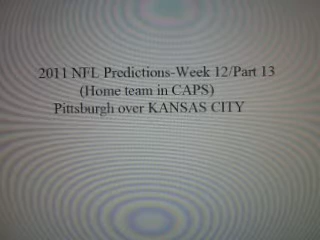 2011 NFL Predictions-Week 12/Part 13
(Home team in CAPS)
Pittsburgh over KANSAS CITY